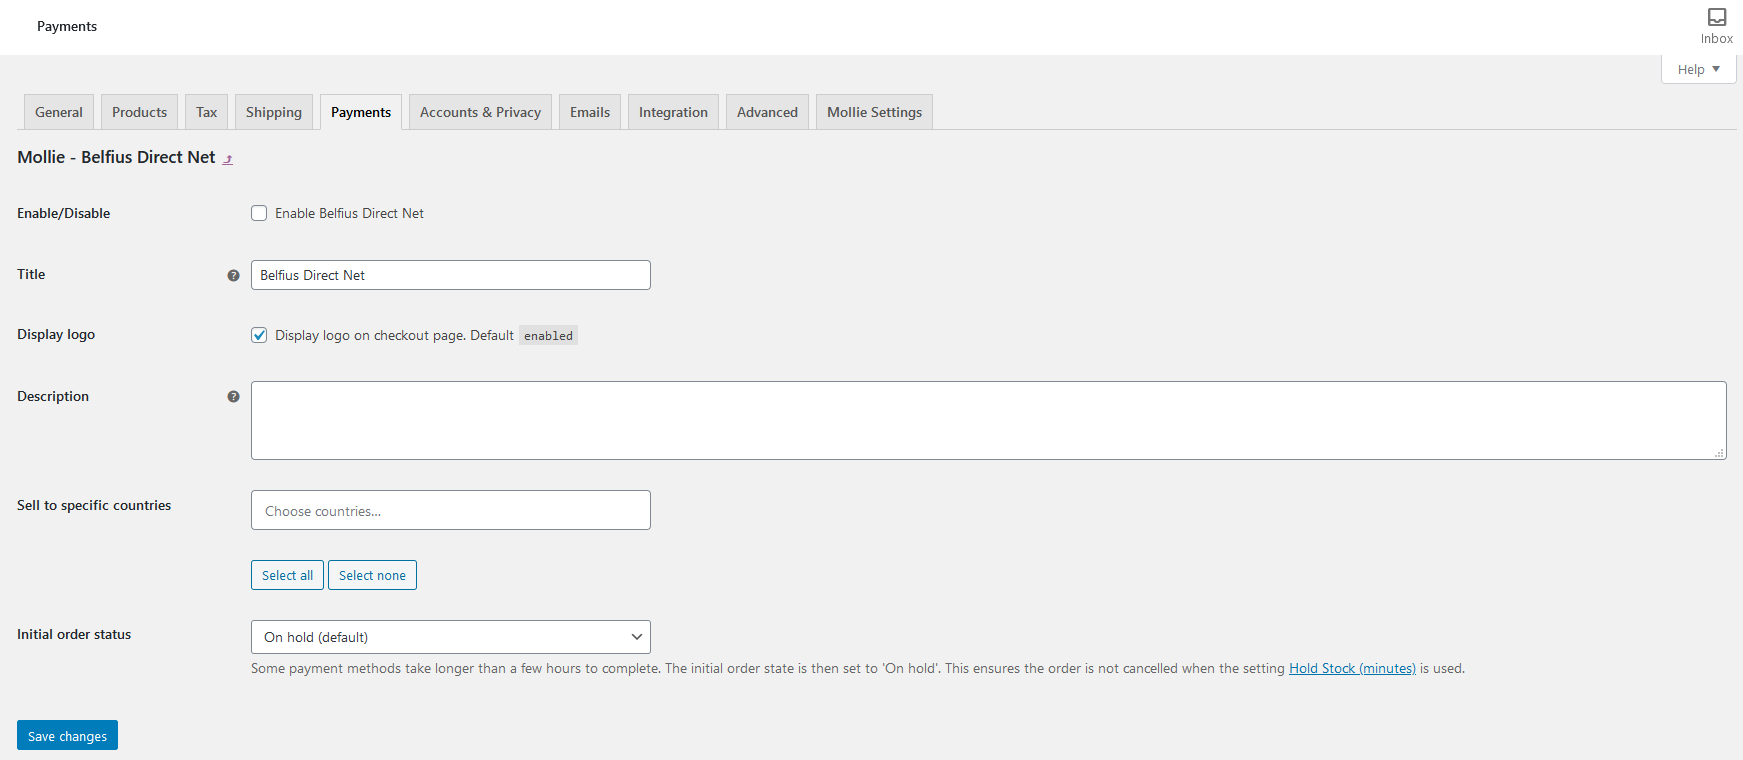 Payments
Inbox
Help
General Products Tax Shipping Payments Accounts & Privacy Emails Integration Advanced Mollie Settings
Mollie - Belfius Direct Net
Enable/Disable Enable Belfius Direct Net
Title Belfius Direct Net
Display logo Display logo on checkout page. Default enabled
Description
Sell to specific countries Choose countries…
Select all Select none
Initial order status On hold (default)
Some payment methods take longer than a few hours to complete. The initial order state is then set to 'On hold'. This ensures the order is not cancelled when the setting Hold Stock (minutes) is used.
Save changes